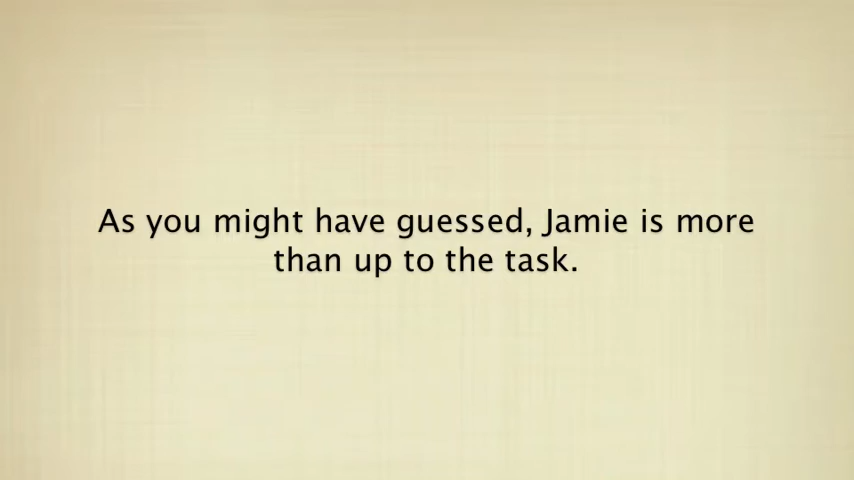 As you might have guessed, Jamie is more
than up to the task.